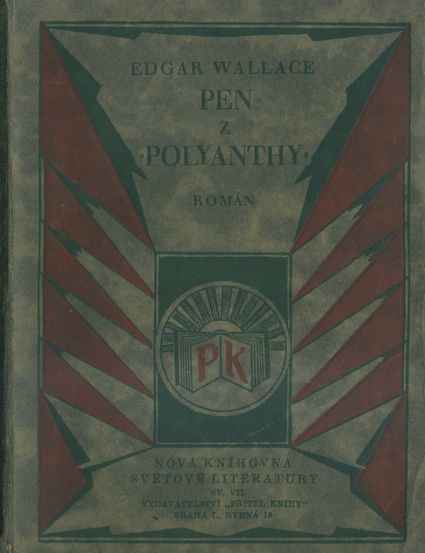 EDGAR WALLACE
PEN
Z
„POLYANTHY“
ROMÁN
PK
NOVÁ KNIHOVNA
SVĚTOVÉ LITERATURY
SV. VII.
VYDAVATELSTVÍ „PŘÍTEL KNIHY“
PRAHA I., RYBNÁ 18